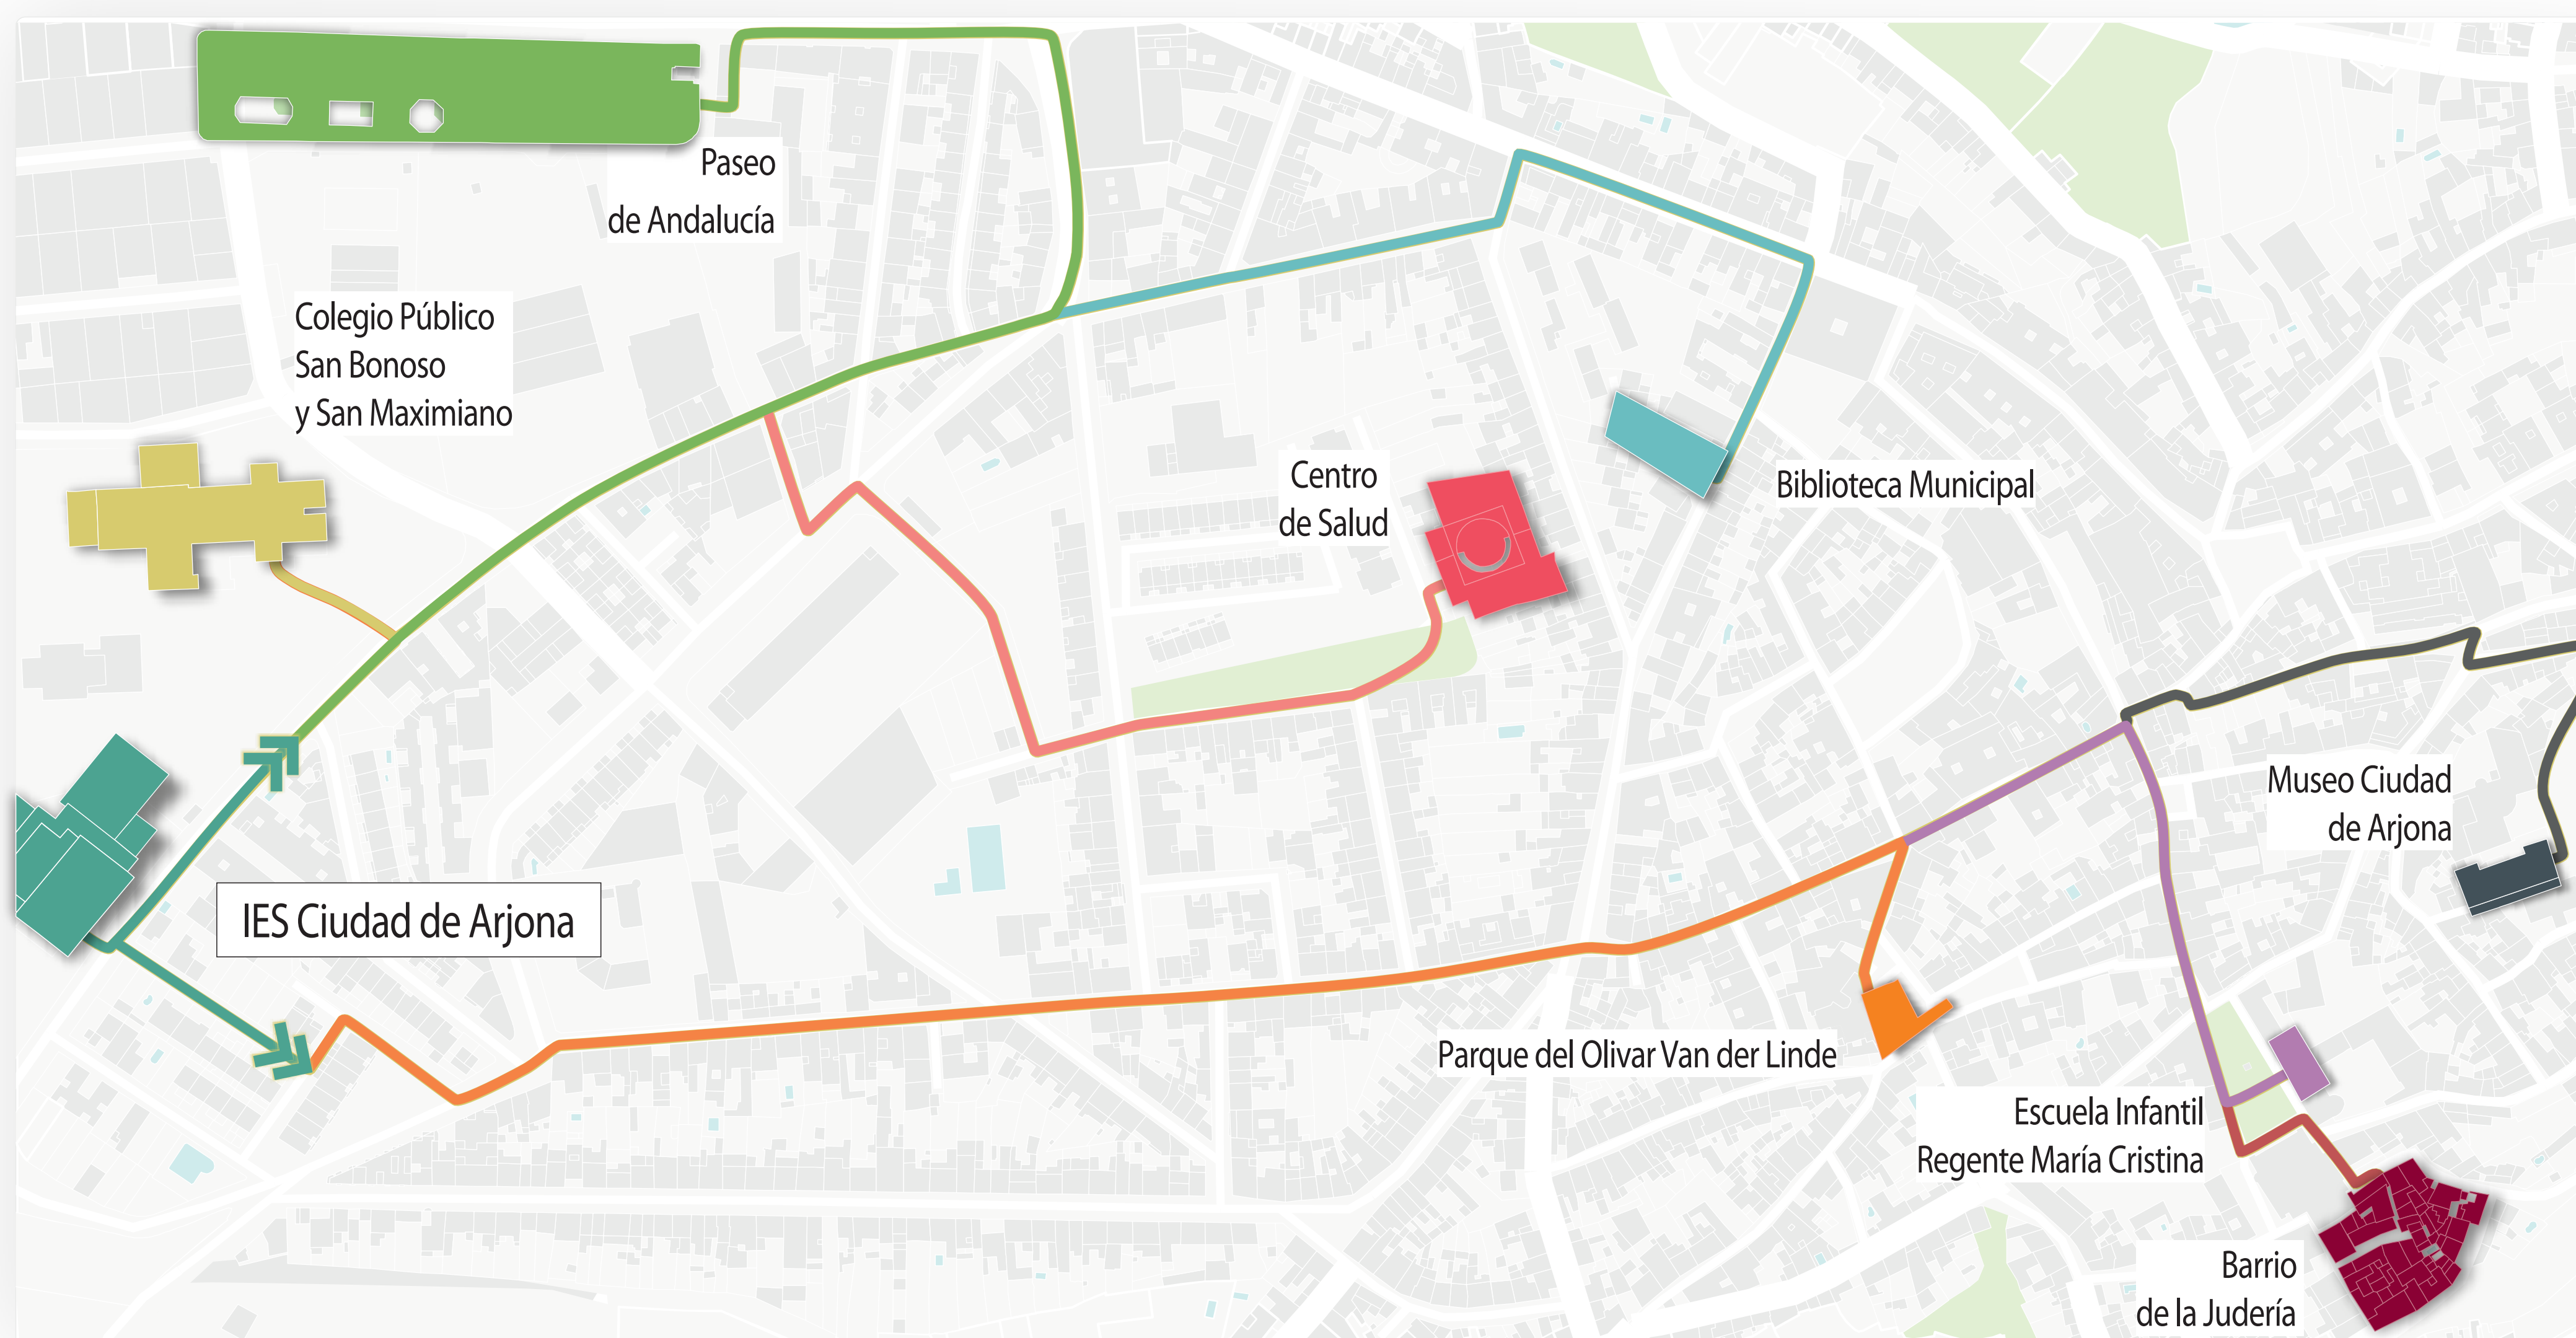 Paseo
de Andalucía
Colegio Público
San Bonoso
y San Maximiano
Centro
de Salud
Biblioteca Municipal
Museo Ciudad
de Arjona
IES Ciudad de Arjona
Parque del Olivar Van der Linde
Escuela Infantil
Regente María Cristina
Barrio
de la Judería